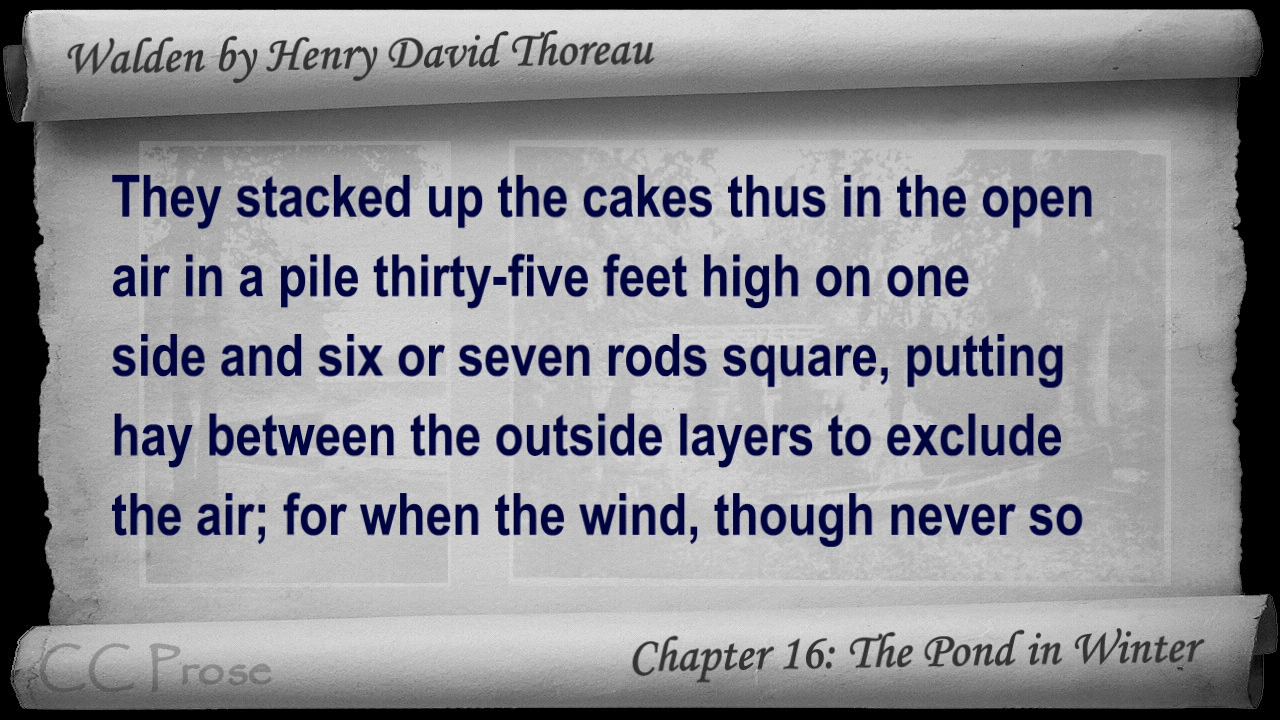 Walden by Henry David Thoreau
They stacked up the cakes thus in the open
air in a pile thirty-five feet high on one
side and six or seven rods square, putting
hay between the outside layers to exclude
the air; for when the wind, though never so
CC Prose
Chapter 16: The Pond in Winter